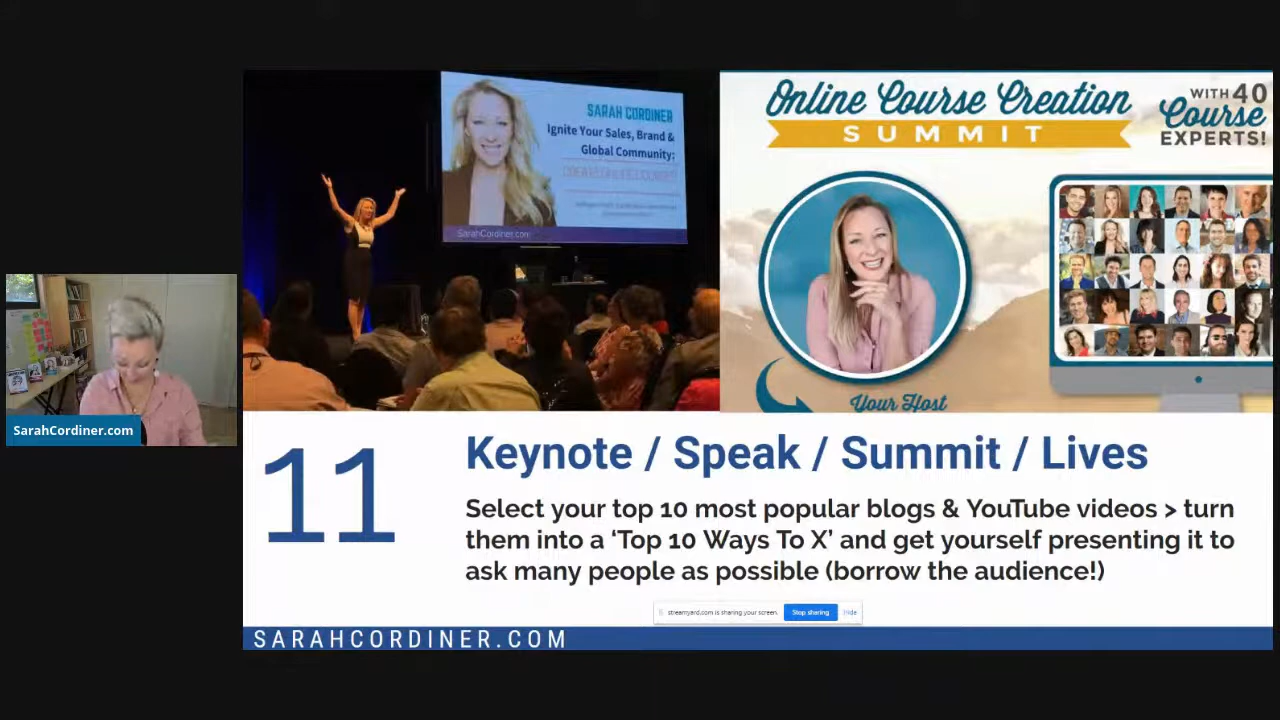 SARAH CORDINER
Ignite Your Sales, Brand &
Global Community:
SarahCordiner.com
Online Course Creation
SUMMIT
WITH 40
Course
EXPERTS!
Your Host
SarahCordiner.com
11
Keynote / Speak / Summit / Lives
Select your top 10 most popular blogs & YouTube videos > turn
them into a ‘Top 10 Ways To X’ and get yourself presenting it to
ask many people as possible (borrow the audience!)
streamyard.com is sharing your screen.
Stop sharing
Hide
SARAHCORDINER.COM